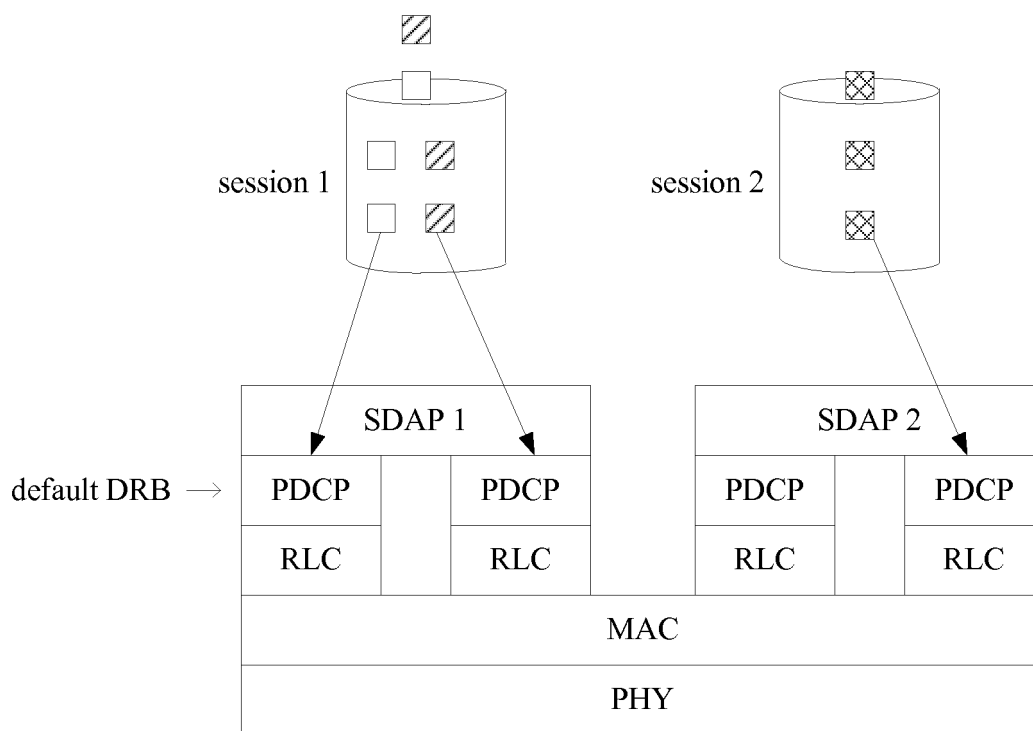 session 1
session 2
SDAP 1
SDAP 2
default DRB
PDCP
PDCP
PDCP
PDCP
RLC
RLC
RLC
RLC
MAC
PHY